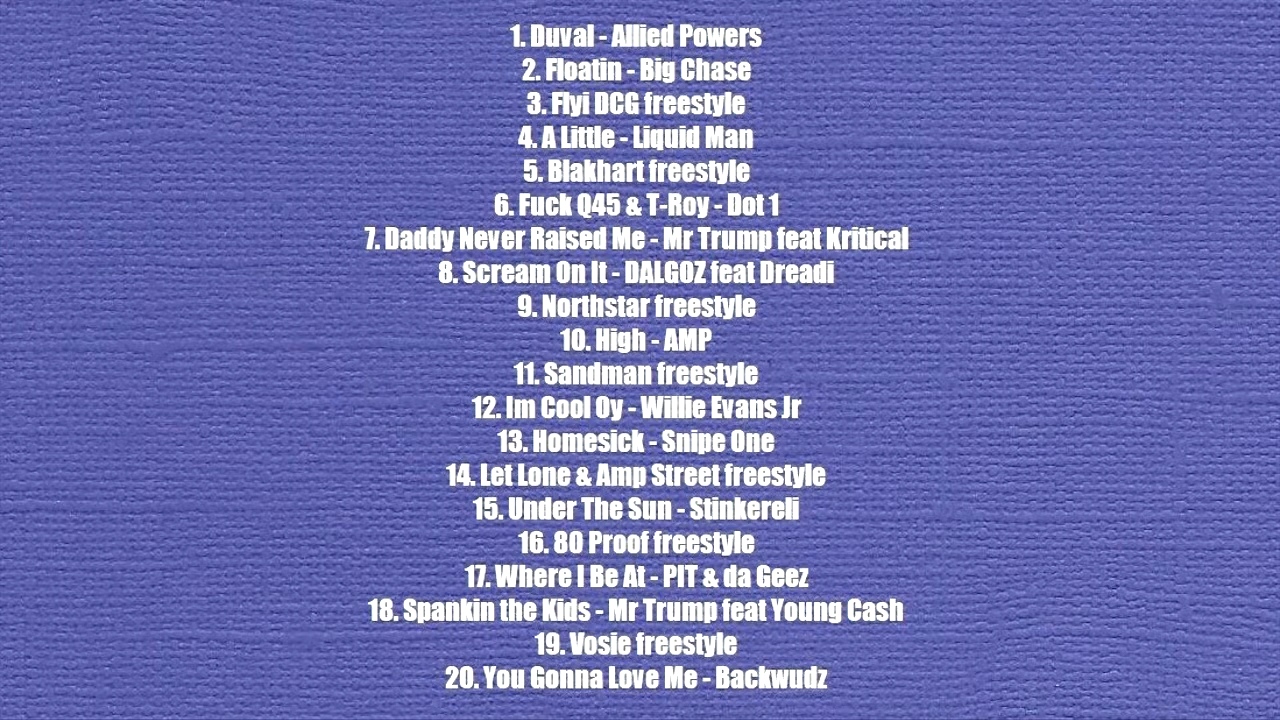 1. Duval - Allied Powers
2. Floatin - Big Chase
3. Flyi DCG freestyle
4. A Little - Liquid Man
5. Blakhart freestyle
6. Fuck Q45 & T-Roy - Dot 1
7. Daddy Never Raised Me - Mr Trump feat Kritical
8. Scream On It - DALGOZ feat Dreadi
9. Northstar freestyle
10. High - AMP
11. Sandman freestyle
12. Im Cool Oy - Willie Evans Jr
13. Homesick - Snipe One
14. Let Lone & Amp Street freestyle
15. Under The Sun - Stinkereli
16. 80 Proof freestyle
17. Where I Be At - PIT & da Geez
18. Spankin the Kids - Mr Trump feat Young Cash
19. Vosie freestyle
20. You Gonna Love Me - Backwudz